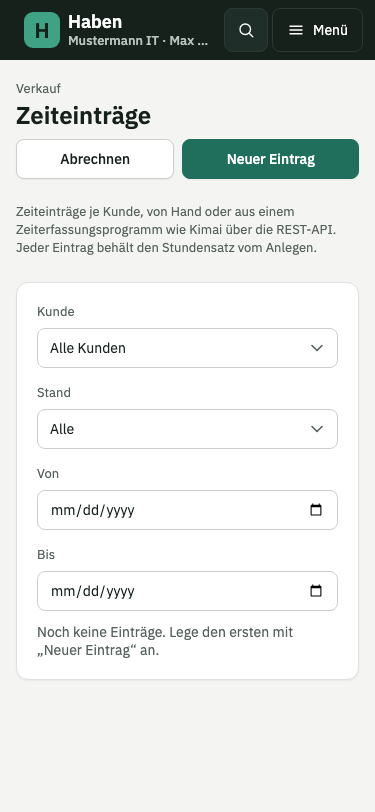 H
Haben
Mustermann IT · Max ...
Menü
Verkauf
Zeiteinträge
Abrechnen
Neuer Eintrag
Zeiteinträge je Kunde, von Hand oder aus einem
Zeiterfassungsprogramm wie Kimai über die REST-API.
Jeder Eintrag behält den Stundensatz vom Anlegen.
Kunde
Alle Kunden
Stand
Alle
Von
mm/dd/yyyy
Bis
mm/dd/yyyy
Noch keine Einträge. Lege den ersten mit
„Neuer Eintrag“ an.